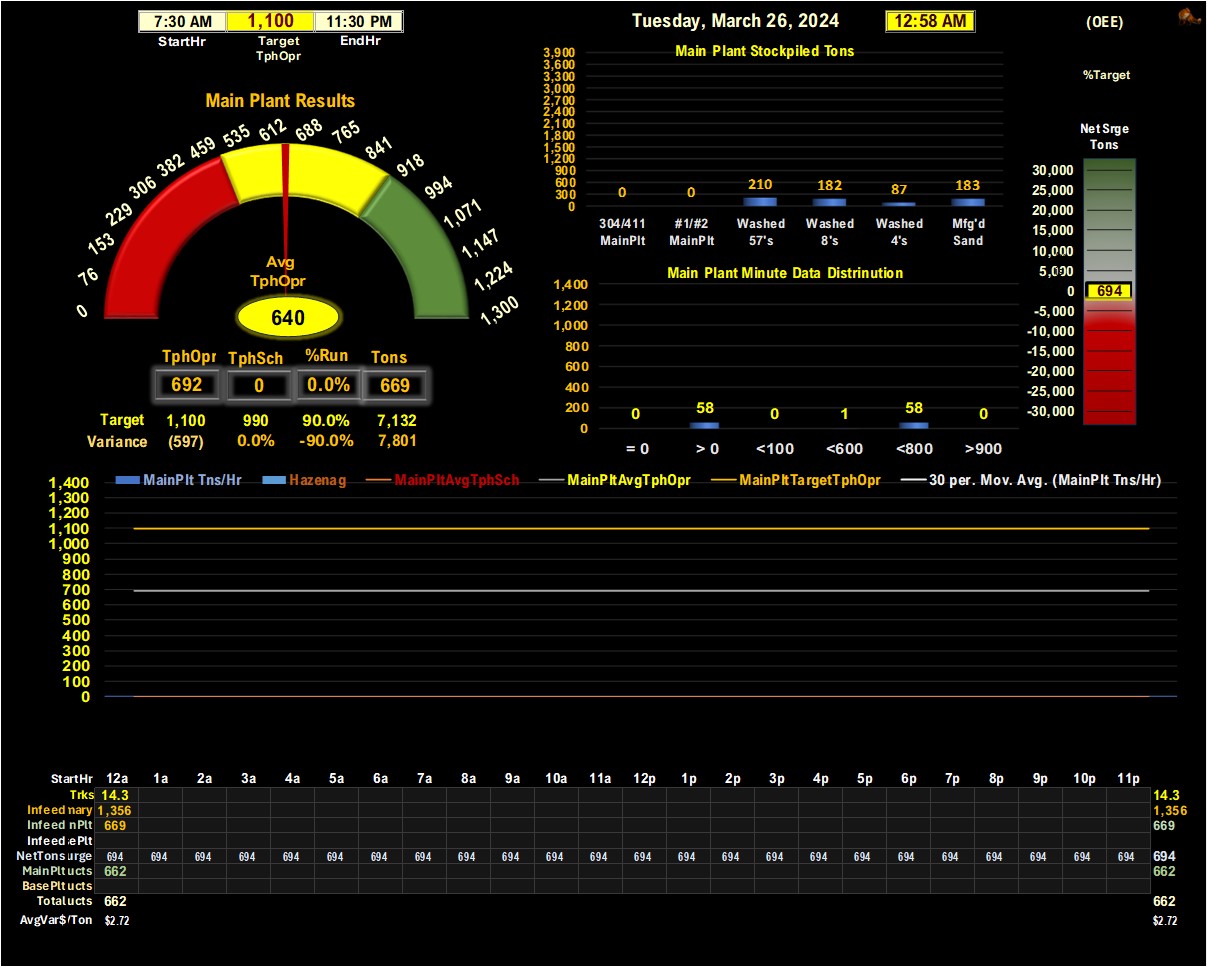 7:30 AM 1,100 11:30 PM
StartHr Target EndHr
TphOpr
Tuesday, March 26, 2024 12:58 AM (OEE)
%Target
Main Plant Results
535 612 688 765
459 841
382 918
306 994
229 1,071
153 1,147
76 1,224
0 1,300
Avg
TphOpr
640
TphOpr TphSch %Run Tons
692 0 0.0% 669
Target 1,100 990 90.0% 7,132
Variance (597) 0.0% -90.0% 7,801
Main Plant Stockpiled Tons
3,900
3,600
3,300
3,000
2,700
2,400
2,100
1,800
1,500
1,200
900
600
300
0
0 0 210 182 87 183
304/411 #1/#2 Washed Washed Washed Mfg'd
MainPlt MainPlt 57's 8's 4's Sand
Main Plant Minute Data Distrinution
1,400
1,200
1,000
800
600
400
200
0
0 58 0 1 58 0
= 0 > 0 <100 <600 <800 >900
Net Srge
Tons
30,000
25,000
20,000
15,000
10,000
5,000
0 694
-5,000
-10,000
-15,000
-20,000
-25,000
-30,000
MainPlt Tns/Hr Hazenag MainPltAvgTphSch MainPltAvgTphOpr MainPltTargetTphOpr 30 per. Mov. Avg. (MainPlt Tns/Hr)
1,400
1,300
1,200
1,100
1,000
900
800
700
600
500
400
300
200
100
0
StartHr 12a 1a 2a 3a 4a 5a 6a 7a 8a 9a 10a 11a 12p 1p 2p 3p 4p 5p 6p 7p 8p 9p 10p 11p
Trks 14.3 14.3
Infeed nary 1,356 1,356
Infeed nPlt 669 669
Infeed ePlt
NetTons urge 694 694 694 694 694 694 694 694 694 694 694 694 694 694 694 694 694 694 694 694 694 694 694 694 694
MainPlt ucts 662 662
BasePlt ucts
Total ucts 662 662
AvgVar$/Ton $2.72 $2.72